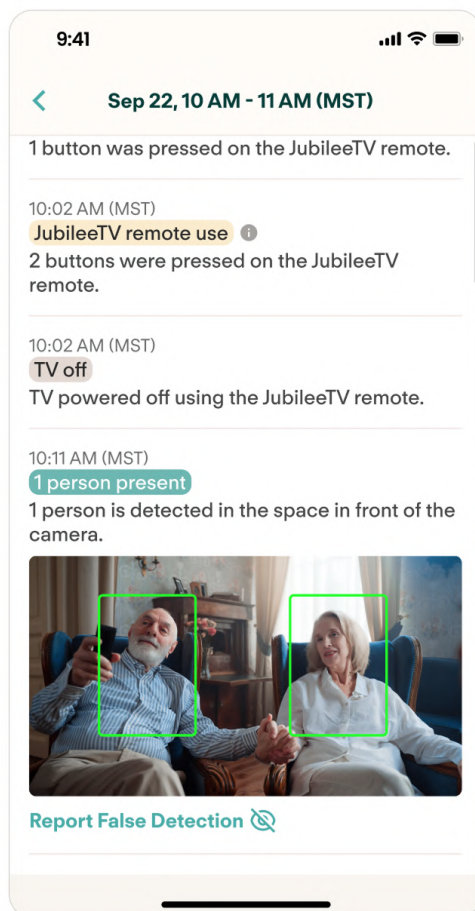 9:41
Sep 22, 10 AM - 11 AM (MST)
1 button was pressed on the JubileeTV remote.
10:02 AM (MST)
JubileeTV remote use
2 buttons were pressed on the JubileeTV
remote.
10:02 AM (MST)
TV off
TV powered off using the JubileeTV remote.
10:11 AM (MST)
1 person present
1 person is detected in the space in front of the
camera.
Report False Detection